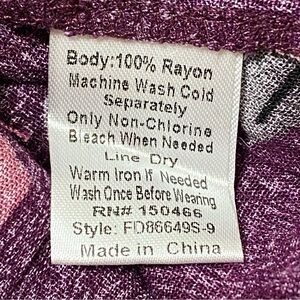 Body:100% Rayon
Machine Wash Cold
Separately
Only Non-Chlorine
Bleach When Needed
Line Dry
Warm Iron If Needed
Wash Once Before Wearing
RN# 150466
Style: FD86649S-9
Made in China